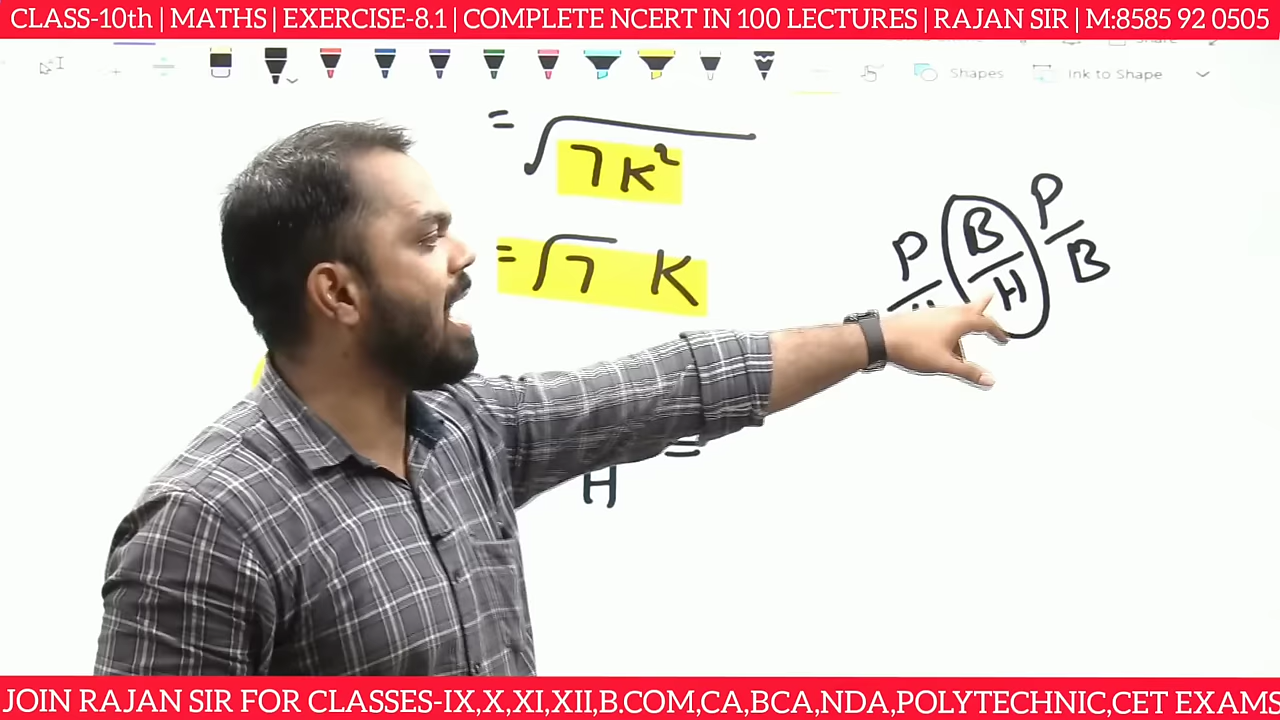 CLASS-10th | MATHS | EXERCISE-8.1 | COMPLETE NCERT IN 100 LECTURES | RAJAN SIR | M:8585 92 0505
Shapes Ink to Shape
= √7K²
= √7 K
P B/H P/B
H =
JOIN RAJAN SIR FOR CLASSES-IX,X,XI,XII,B.COM,CA,BCA,NDA,POLYTECHNIC,CET EXAMS